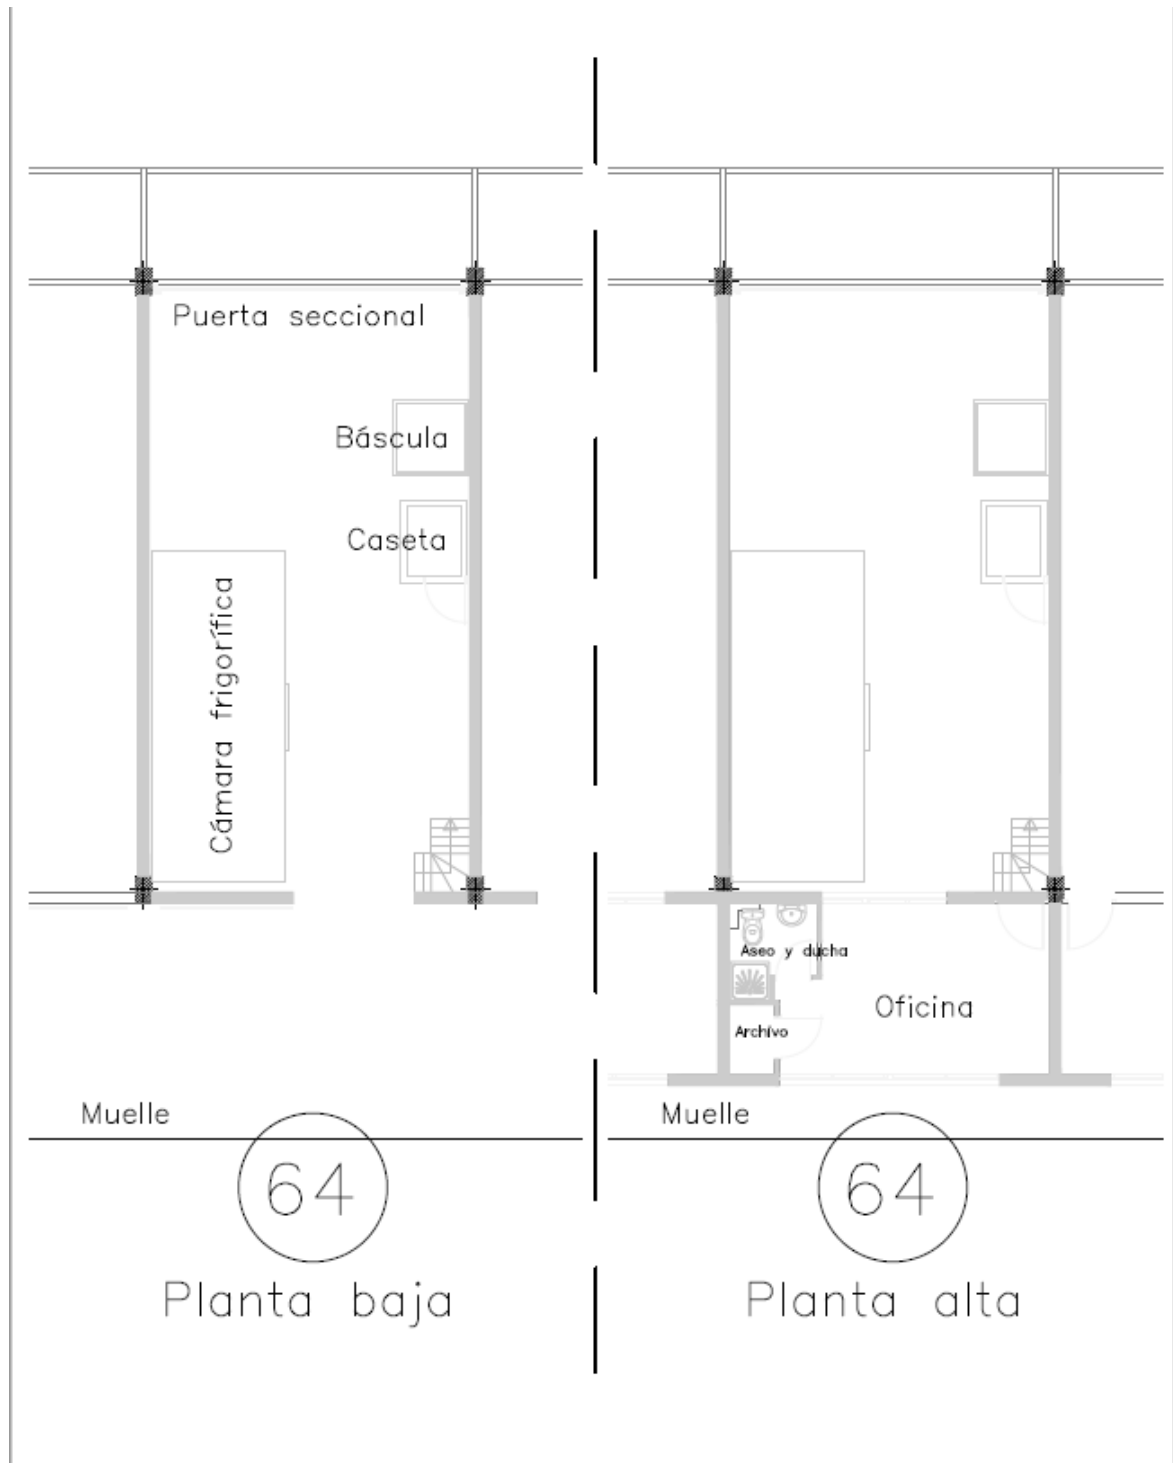 Puerta seccional
Báscula
Caseta
Cámara frigorífica
Muelle
64
Planta baja
Aseo y ducha
Oficina
Archivo
Muelle
64
Planta alta